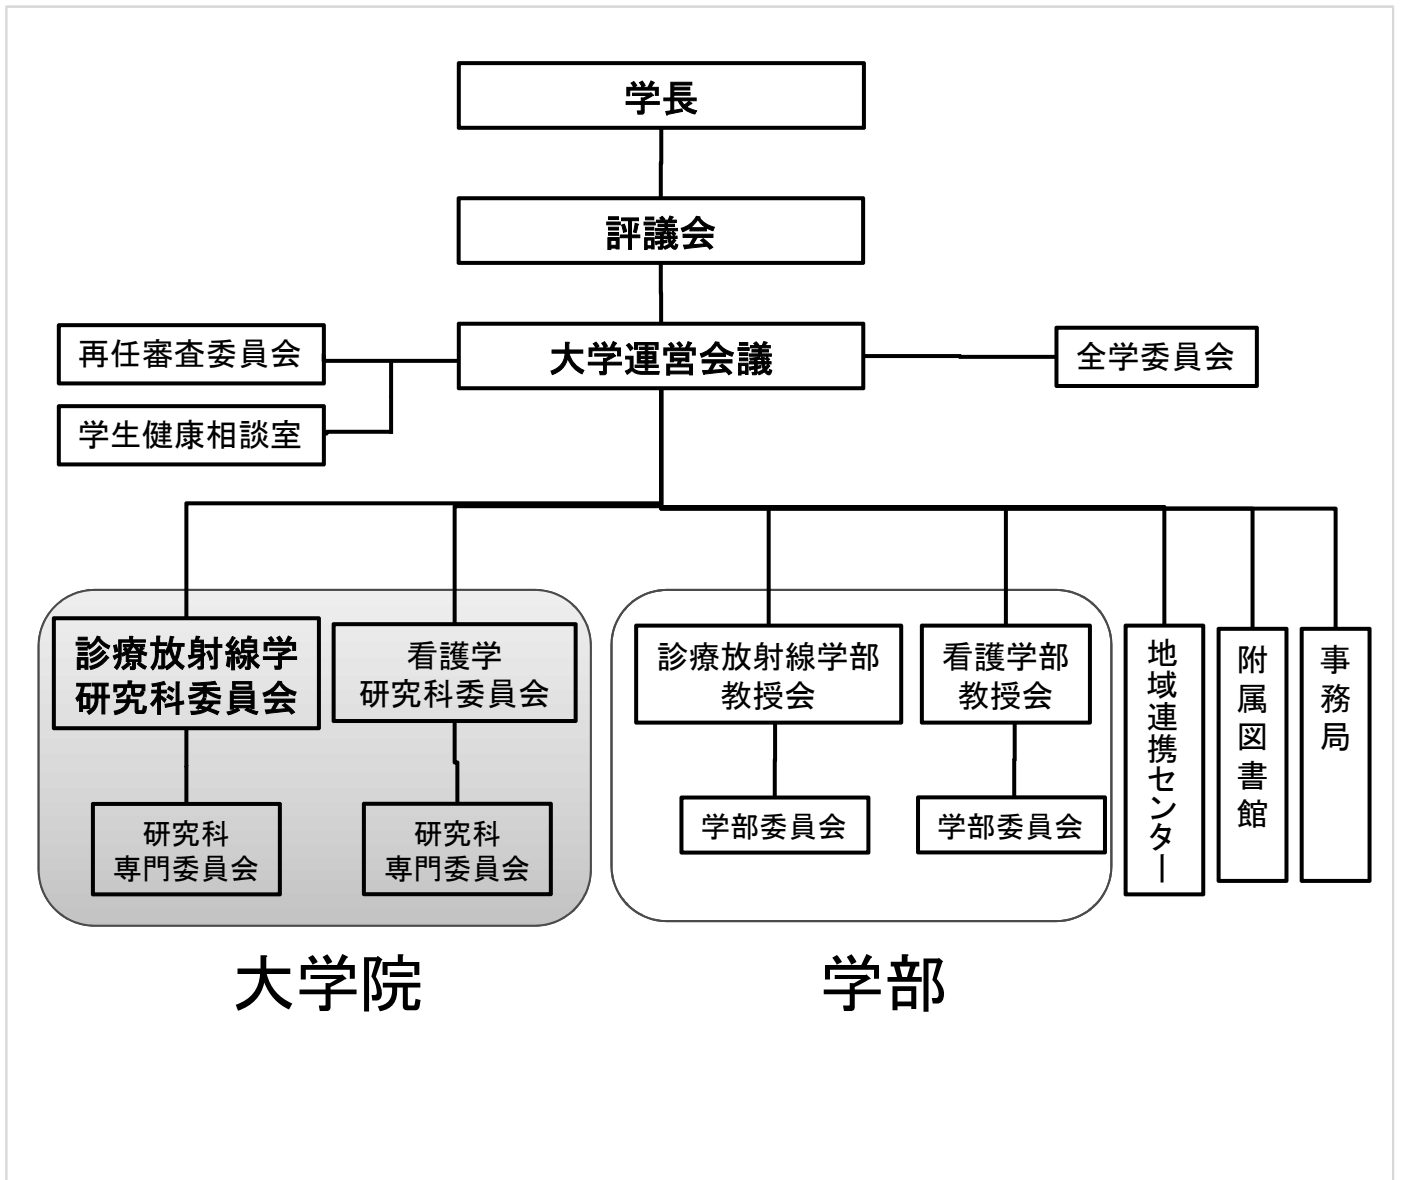 学長
評議会
大学運営会議
再任審査委員会
全学委員会
学生健康相談室
診療放射線学
研究科委員会
看護学
研究科委員会
診療放射線学部
教授会
看護学部
教授会
地域連携センター
附属図書館
事務局
研究科
専門委員会
研究科
専門委員会
学部委員会
学部委員会
大学院
学部